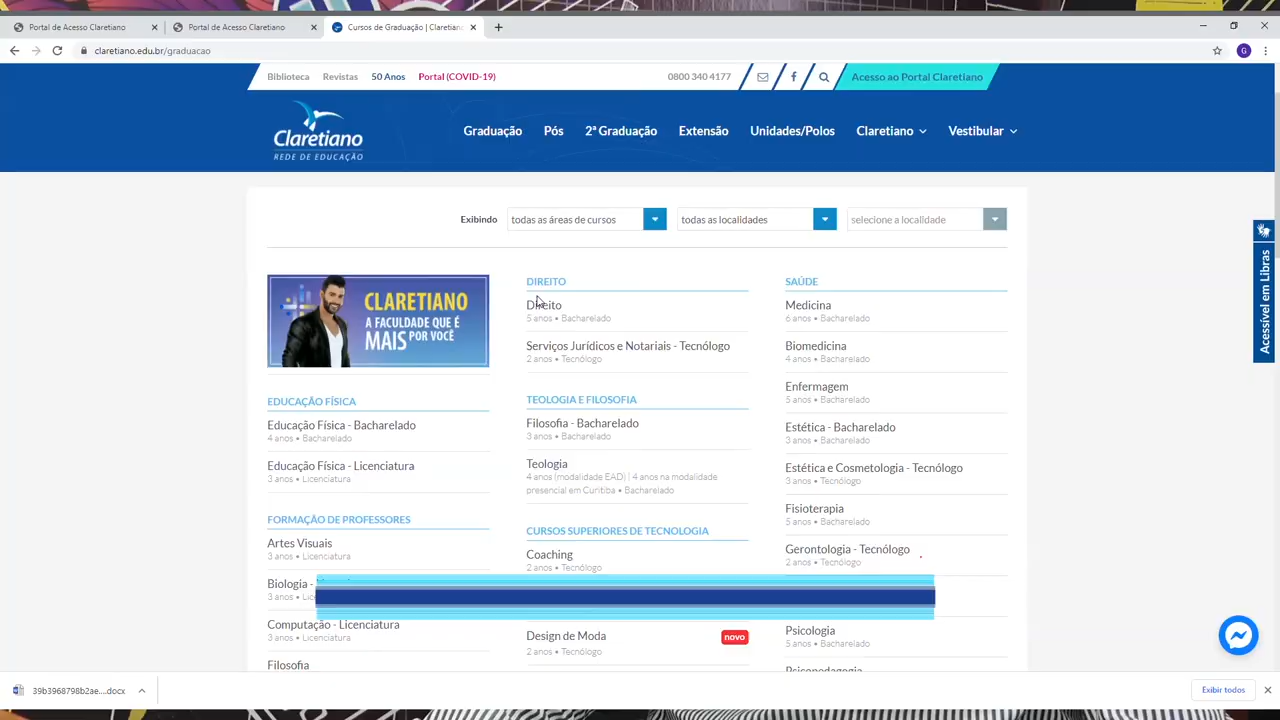 Portal de Acesso Claretiano
Portal de Acesso Claretiano
Cursos de Graduação | Claretian
claretiano.edu.br/graduacao
G
Biblioteca Revistas 50 Anos Portal (COVID-19) 0800 340 4177 Acesso ao Portal Claretiano
Claretiano
REDE DE EDUCAÇÃO
Graduação Pós 2ª Graduação Extensão Unidades/Polos Claretiano Vestibular
Exibindo todas as áreas de cursos todas as localidades selecione a localidade
CLARETIANO
A FACULDADE QUE É
MAIS POR VOCÊ
EDUCAÇÃO FÍSICA
Educação Física - Bacharelado
4 anos • Bacharelado
Educação Física - Licenciatura
3 anos • Licenciatura
FORMAÇÃO DE PROFESSORES
Artes Visuais
3 anos • Licenciatura
Biologia -
3 anos • Lic
Computação - Licenciatura
3 anos • Licenciatura
Filosofia
DIREITO
Direito
5 anos • Bacharelado
Serviços Jurídicos e Notariais - Tecnólogo
2 anos • Tecnólogo
TEOLOGIA E FILOSOFIA
Filosofia - Bacharelado
3 anos • Bacharelado
Teologia
4 anos (modalidade EAD) | 4 anos na modalidade
presencial em Curitiba • Bacharelado
CURSOS SUPERIORES DE TECNOLOGIA
Coaching
2 anos • Tecnólogo
Design de Moda novo
2 anos • Tecnólogo
SAÚDE
Medicina
6 anos • Bacharelado
Biomedicina
4 anos • Bacharelado
Enfermagem
5 anos • Bacharelado
Estética - Bacharelado
3 anos • Bacharelado
Estética e Cosmetologia - Tecnólogo
3 anos • Tecnólogo
Fisioterapia
5 anos • Bacharelado
Gerontologia - Tecnólogo
2 anos • Tecnólogo
Psicologia
5 anos • Bacharelado
Psicopedagogia
Acessível em Libras
39b3968798b2ae....docx
Exibir todos